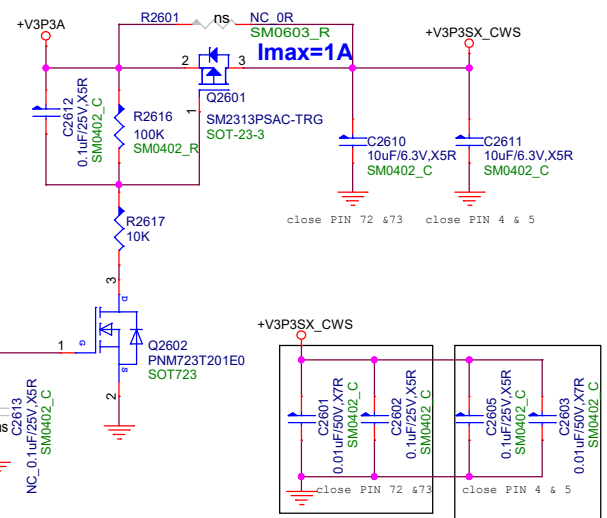 R2601
ns
NC_0R
SM0603_R
+V3P3A
+V3P3SX_CWS
Imax=1A
2
3
1
Q2601
SM2313PSAC-TRG
SOT-23-3
C2612
0.1uF/25V,X5R
SM0402_C
R2616
100K
SM0402_R
C2610
10uF/6.3V,X5R
SM0402_C
C2611
10uF/6.3V,X5R
SM0402_C
close PIN 72 &73
close PIN 4 & 5
R2617
10K
3
D
G
S
1
2
Q2602
PNM723T201E0
SOT723
C2613
NC_0.1uF/25V,X5R
SM0402_C
+V3P3SX_CWS
C2601
0.01uF/50V,X7R
SM0402_C
C2602
0.1uF/25V,X5R
SM0402_C
C2605
0.1uF/25V,X5R
SM0402_C
C2603
0.01uF/50V,X7R
SM0402_C
close PIN 72 &73
close PIN 4 & 5